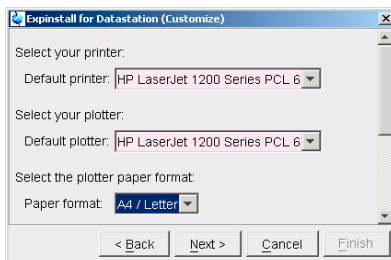 Expinstall for Datastation (Customize)
Select your printer:
Default printer: HP LaserJet 1200 Series PCL 6
Select your plotter:
Default plotter: HP LaserJet 1200 Series PCL 6
Select the plotter paper format:
Paper format: A4 / Letter
< Back Next > Cancel Finish